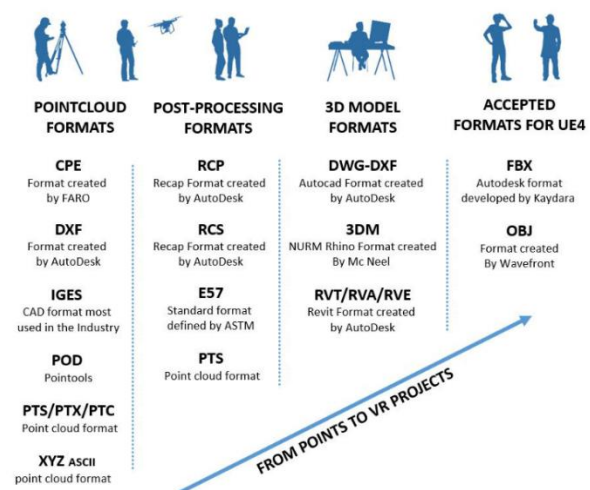 POINTCLOUD
FORMATS
CPE
Format created
by FARO
DXF
Format created
by AutoDesk
IGES
CAD format most
used in the Industry
POD
Pointools
PTS/PTX/PTC
Point cloud format
XYZ ASCII
point cloud format
POST-PROCESSING
FORMATS
RCP
Recap Format created
by AutoDesk
RCS
Recap Format created
by AutoDesk
E57
Standard format
defined by ASTM
PTS
Point cloud format
3D MODEL
FORMATS
DWG-DXF
Autocad Format created
by AutoDesk
3DM
NURM Rhino Format created
By Mc Neel
RVT/RVA/RVE
Revit Format created
by AutoDesk
ACCEPTED
FORMATS FOR UE4
FBX
Autodesk format
developed by Kaydara
OBJ
Format created
By Wavefront
FROM POINTS TO VR PROJECTS